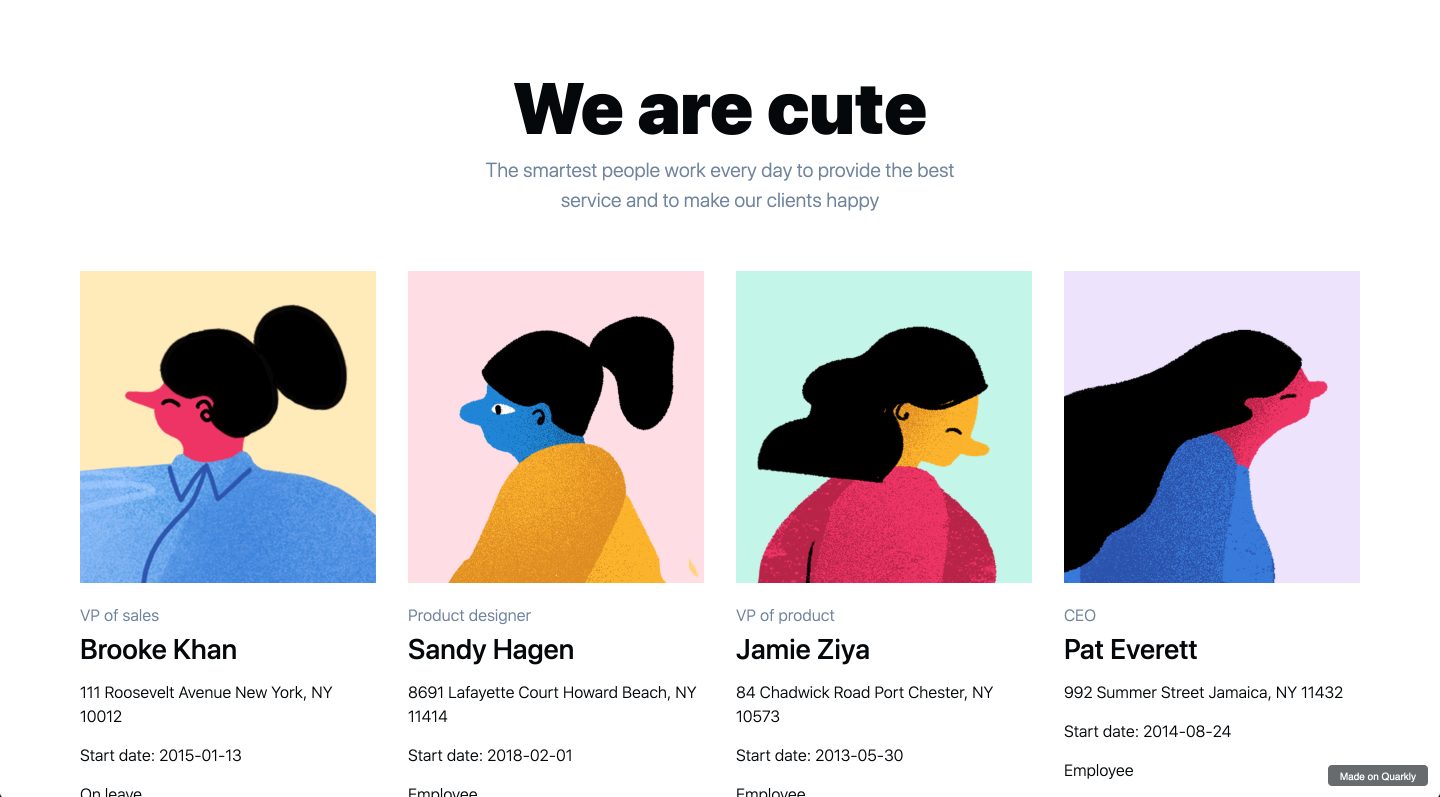 We are cute
The smartest people work every day to provide the best
service and to make our clients happy
VP of sales
Brooke Khan
111 Roosevelt Avenue New York, NY
10012
Start date: 2015-01-13
On leave
Product designer
Sandy Hagen
8691 Lafayette Court Howard Beach, NY
11414
Start date: 2018-02-01
Employee
VP of product
Jamie Ziya
84 Chadwick Road Port Chester, NY
10573
Start date: 2013-05-30
Employee
CEO
Pat Everett
992 Summer Street Jamaica, NY 11432
Start date: 2014-08-24
Employee
Made on Quarkly